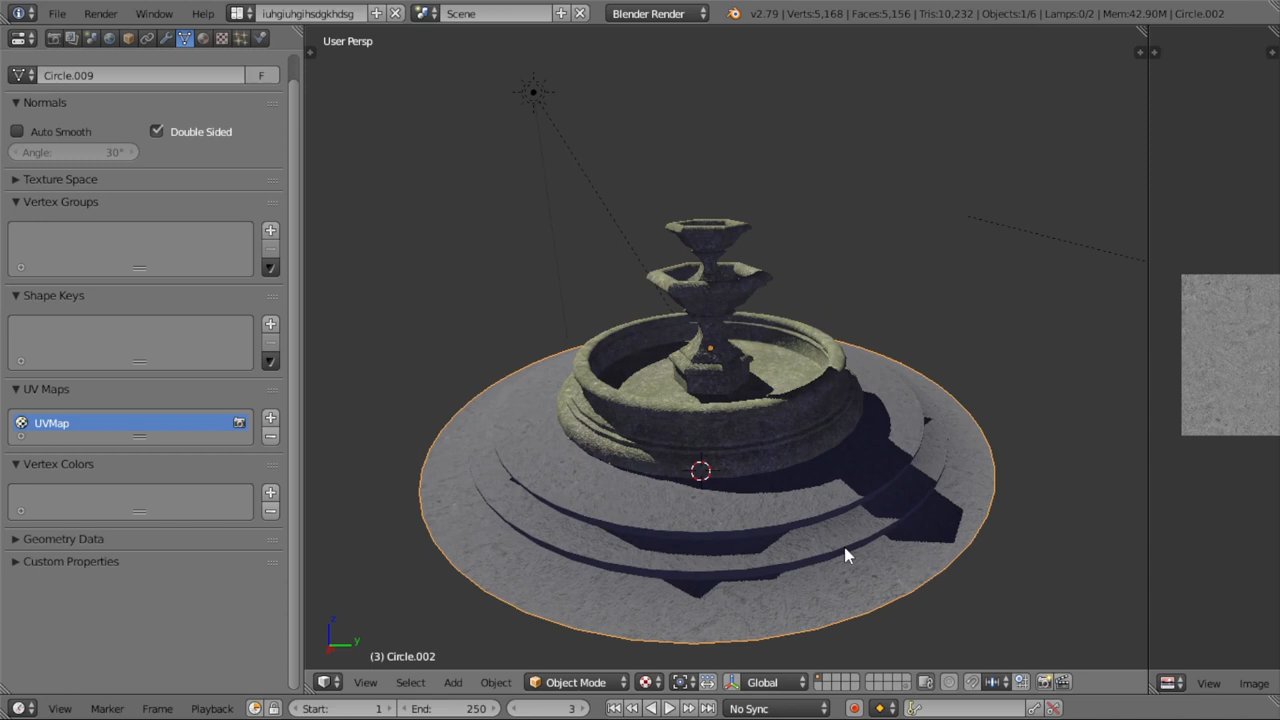 File Render Window Help iuhgiuhgihsdgkhdsg Scene Blender Render v2.79 | Verts:5,168 | Faces:5,156 | Tris:10,232 | Objects:1/6 | Lamps:0/2 | Mem:42.90M | Circle.002
User Persp
Circle.009 F
Normals
Auto Smooth Double Sided
Angle: 30°
Texture Space
Vertex Groups
Shape Keys
UV Maps
UVMap
Vertex Colors
Geometry Data
Custom Properties
z
y
(3) Circle.002
View Select Add Object Object Mode Global View Image
View Marker Frame Playback Start: 1 End: 250 3 No Sync